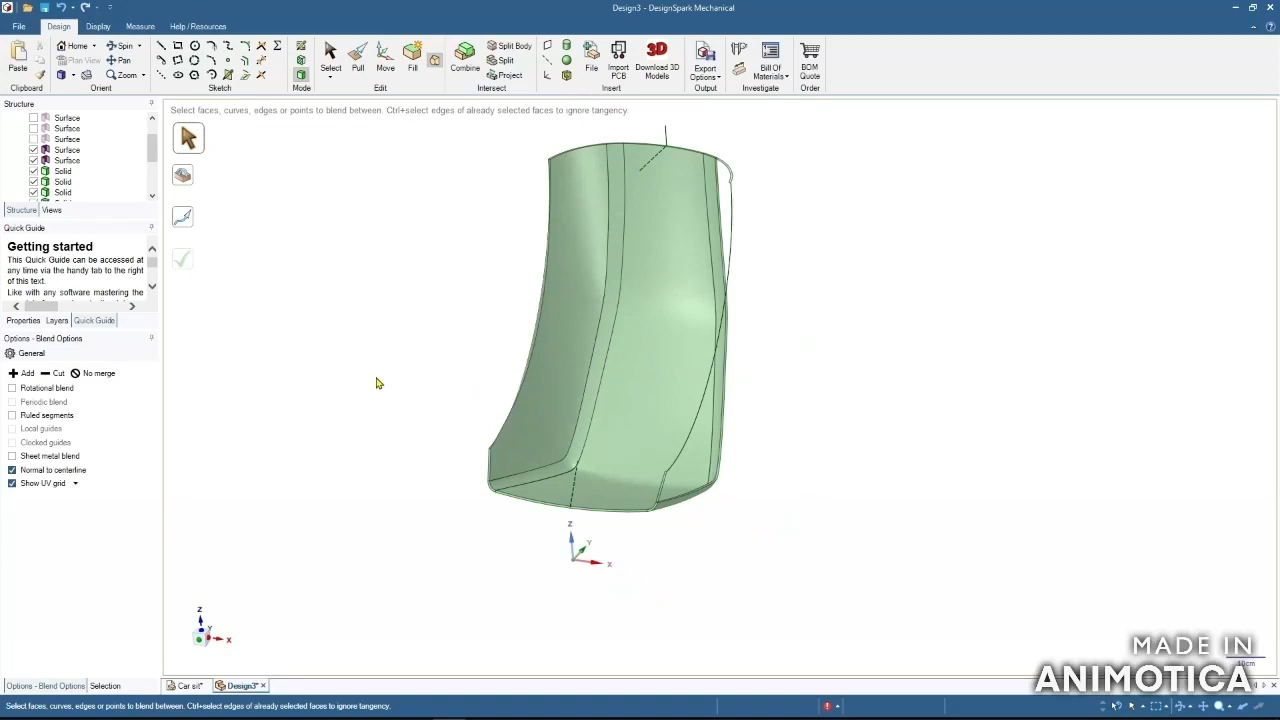 Design3 - DesignSpark Mechanical
File Design Display Measure Help / Resources
Paste
Home Spin
Plan View Pan
Zoom
Select Pull Move Fill
Combine
Split Body
Split
Project
File Import PCB Download 3D Models
3D
Export Options
Bill Of Materials
BOM Quote
Clipboard Orient Sketch Mode Edit Intersect Insert Output Investigate Order
Structure
Surface
Surface
Surface
Surface
Surface
Solid
Solid
Solid
Structure Views
Quick Guide
Getting started
This Quick Guide can be accessed at
any time via the handy tab to the right
of this text.
Like with any software mastering the
Properties Layers Quick Guide
Options - Blend Options
General
Add Cut No merge
Rotational blend
Periodic blend
Ruled segments
Local guides
Clocked guides
Sheet metal blend
Normal to centerline
Show UV grid
Select faces, curves, edges or points to blend between. Ctrl+select edges of already selected faces to ignore tangency.
Z
Y
X
Z
Y
X
MADE IN
ANIMOTICA
10cm
Options - Blend Options Selection
Car sit* Design3*
Select faces, curves, edges or points to blend between. Ctrl+select edges of already selected faces to ignore tangency.